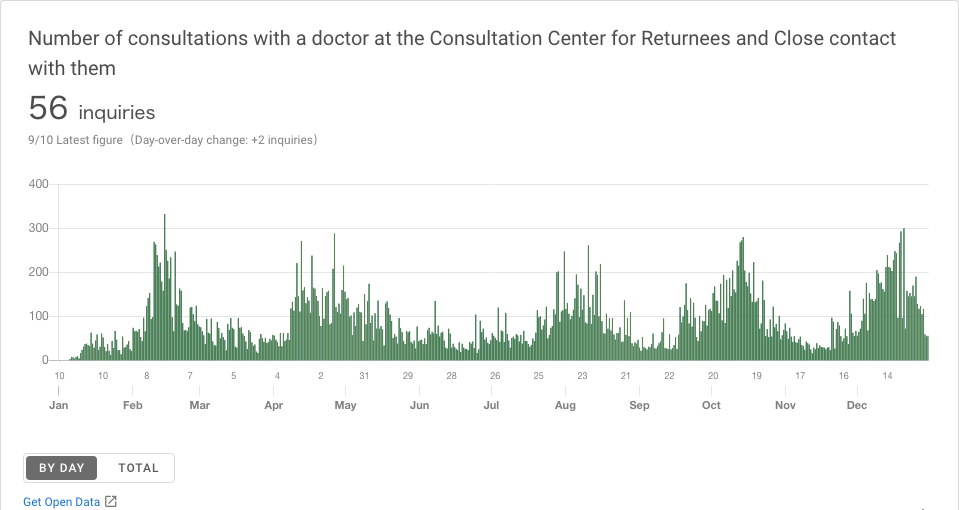 Number of consultations with a doctor at the Consultation Center for Returnees and Close contact
with them
56 inquiries
9/10 Latest figure（Day-over-day change: +2 inquiries）
400
300
200
100
0
10 10 8 7 5 4 2 31 29 28 26 25 23 21 22 20 19 17 16 14
Jan Feb Mar Apr May Jun Jul Aug Sep Oct Nov Dec
BY DAY TOTAL
Get Open Data